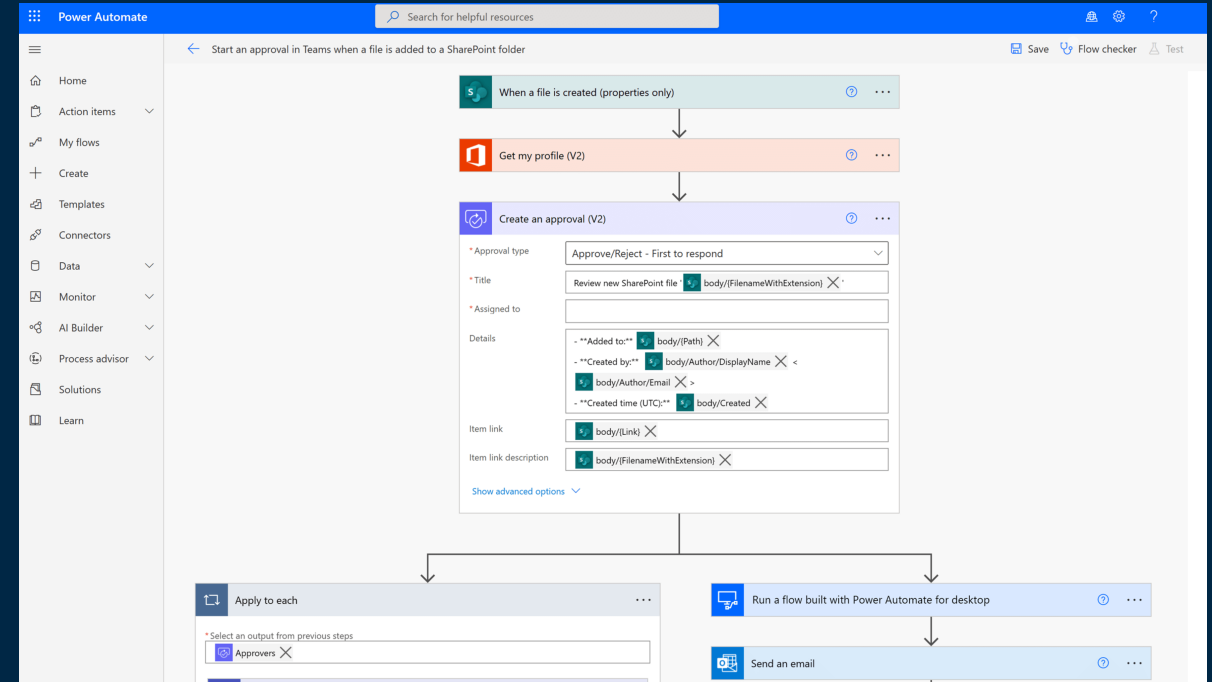 Power Automate
Search for helpful resources
?
Start an approval in Teams when a file is added to a SharePoint folder
Save
Flow checker
Test
Home
Action items
My flows
Create
Templates
Connectors
Data
Monitor
AI Builder
Process advisor
Solutions
Learn
When a file is created (properties only)
Get my profile (V2)
Create an approval (V2)
* Approval type
Approve/Reject - First to respond
* Title
Review new SharePoint file ' body/{FilenameWithExtension} '
* Assigned to
Details
- **Added to:** body/{Path}
- **Created by:** body/Author/DisplayName <
body/Author/Email >
- **Created time (UTC):** body/Created
Item link
body/{Link}
Item link description
body/{FilenameWithExtension}
Show advanced options
Apply to each
* Select an output from previous steps
Approvers
Run a flow built with Power Automate for desktop
Send an email